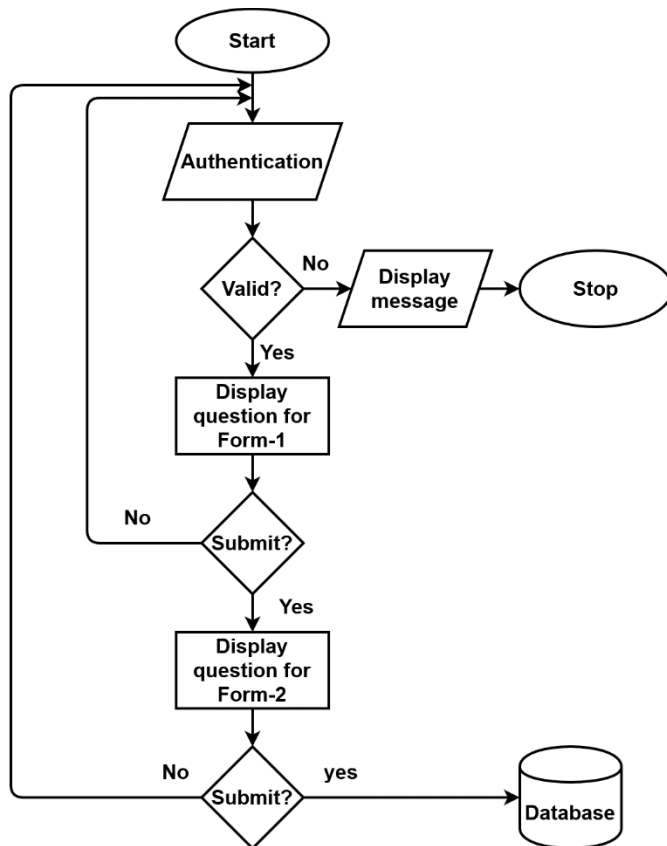 Start
Authentication
Valid?
No
Display
message
Stop
Yes
Display
question for
Form-1
No
Submit?
Yes
Display
question for
Form-2
No
Submit?
yes
Database